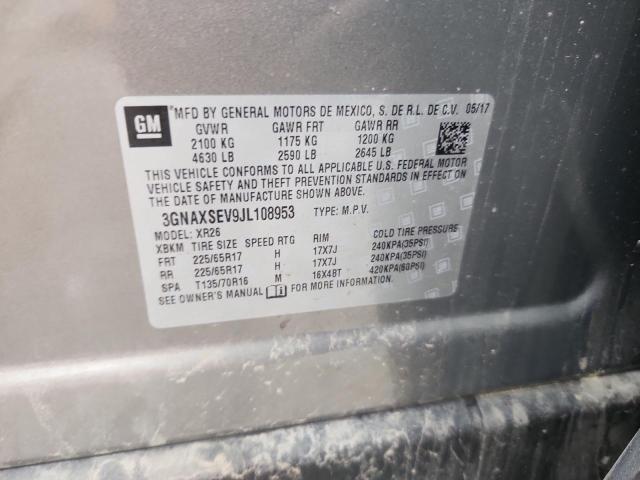 GM
MFD BY GENERAL MOTORS DE MEXICO, S. DE R.L. DE C.V. 05/17
GVWR GAWR FRT GAWR RR
2100 KG 1175 KG 1200 KG
4630 LB 2590 LB 2645 LB
THIS VEHICLE CONFORMS TO ALL APPLICABLE U.S. FEDERAL MOTOR
VEHICLE SAFETY AND THEFT PREVENTION STANDARDS IN EFFECT ON
THE DATE OF MANUFACTURE SHOWN ABOVE.
3GNAXSEV9JL108953 TYPE: M.P.V.
MODEL: XR26
XBKM TIRE SIZE SPEED RTG RIM COLD TIRE PRESSURE
FRT 225/65R17 H 17X7J 240KPA(35PSI)
RR 225/65R17 H 17X7J 240KPA(35PSI)
SPA T135/70R16 M 16X4BT 420KPA(60PSI)
SEE OWNER'S MANUAL FOR MORE INFORMATION.